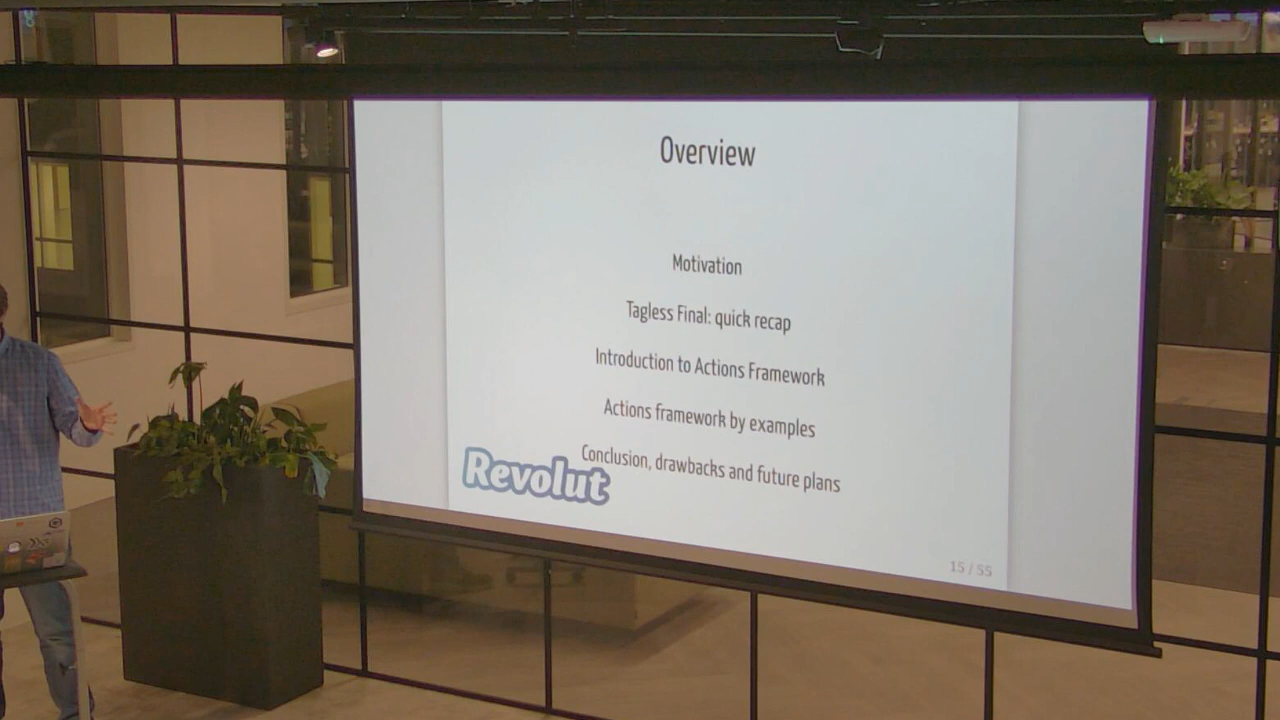 Overview
Motivation
Tagless Final: quick recap
Introduction to Actions Framework
Actions framework by examples
Conclusion, drawbacks and future plans
Revolut
15 / 55